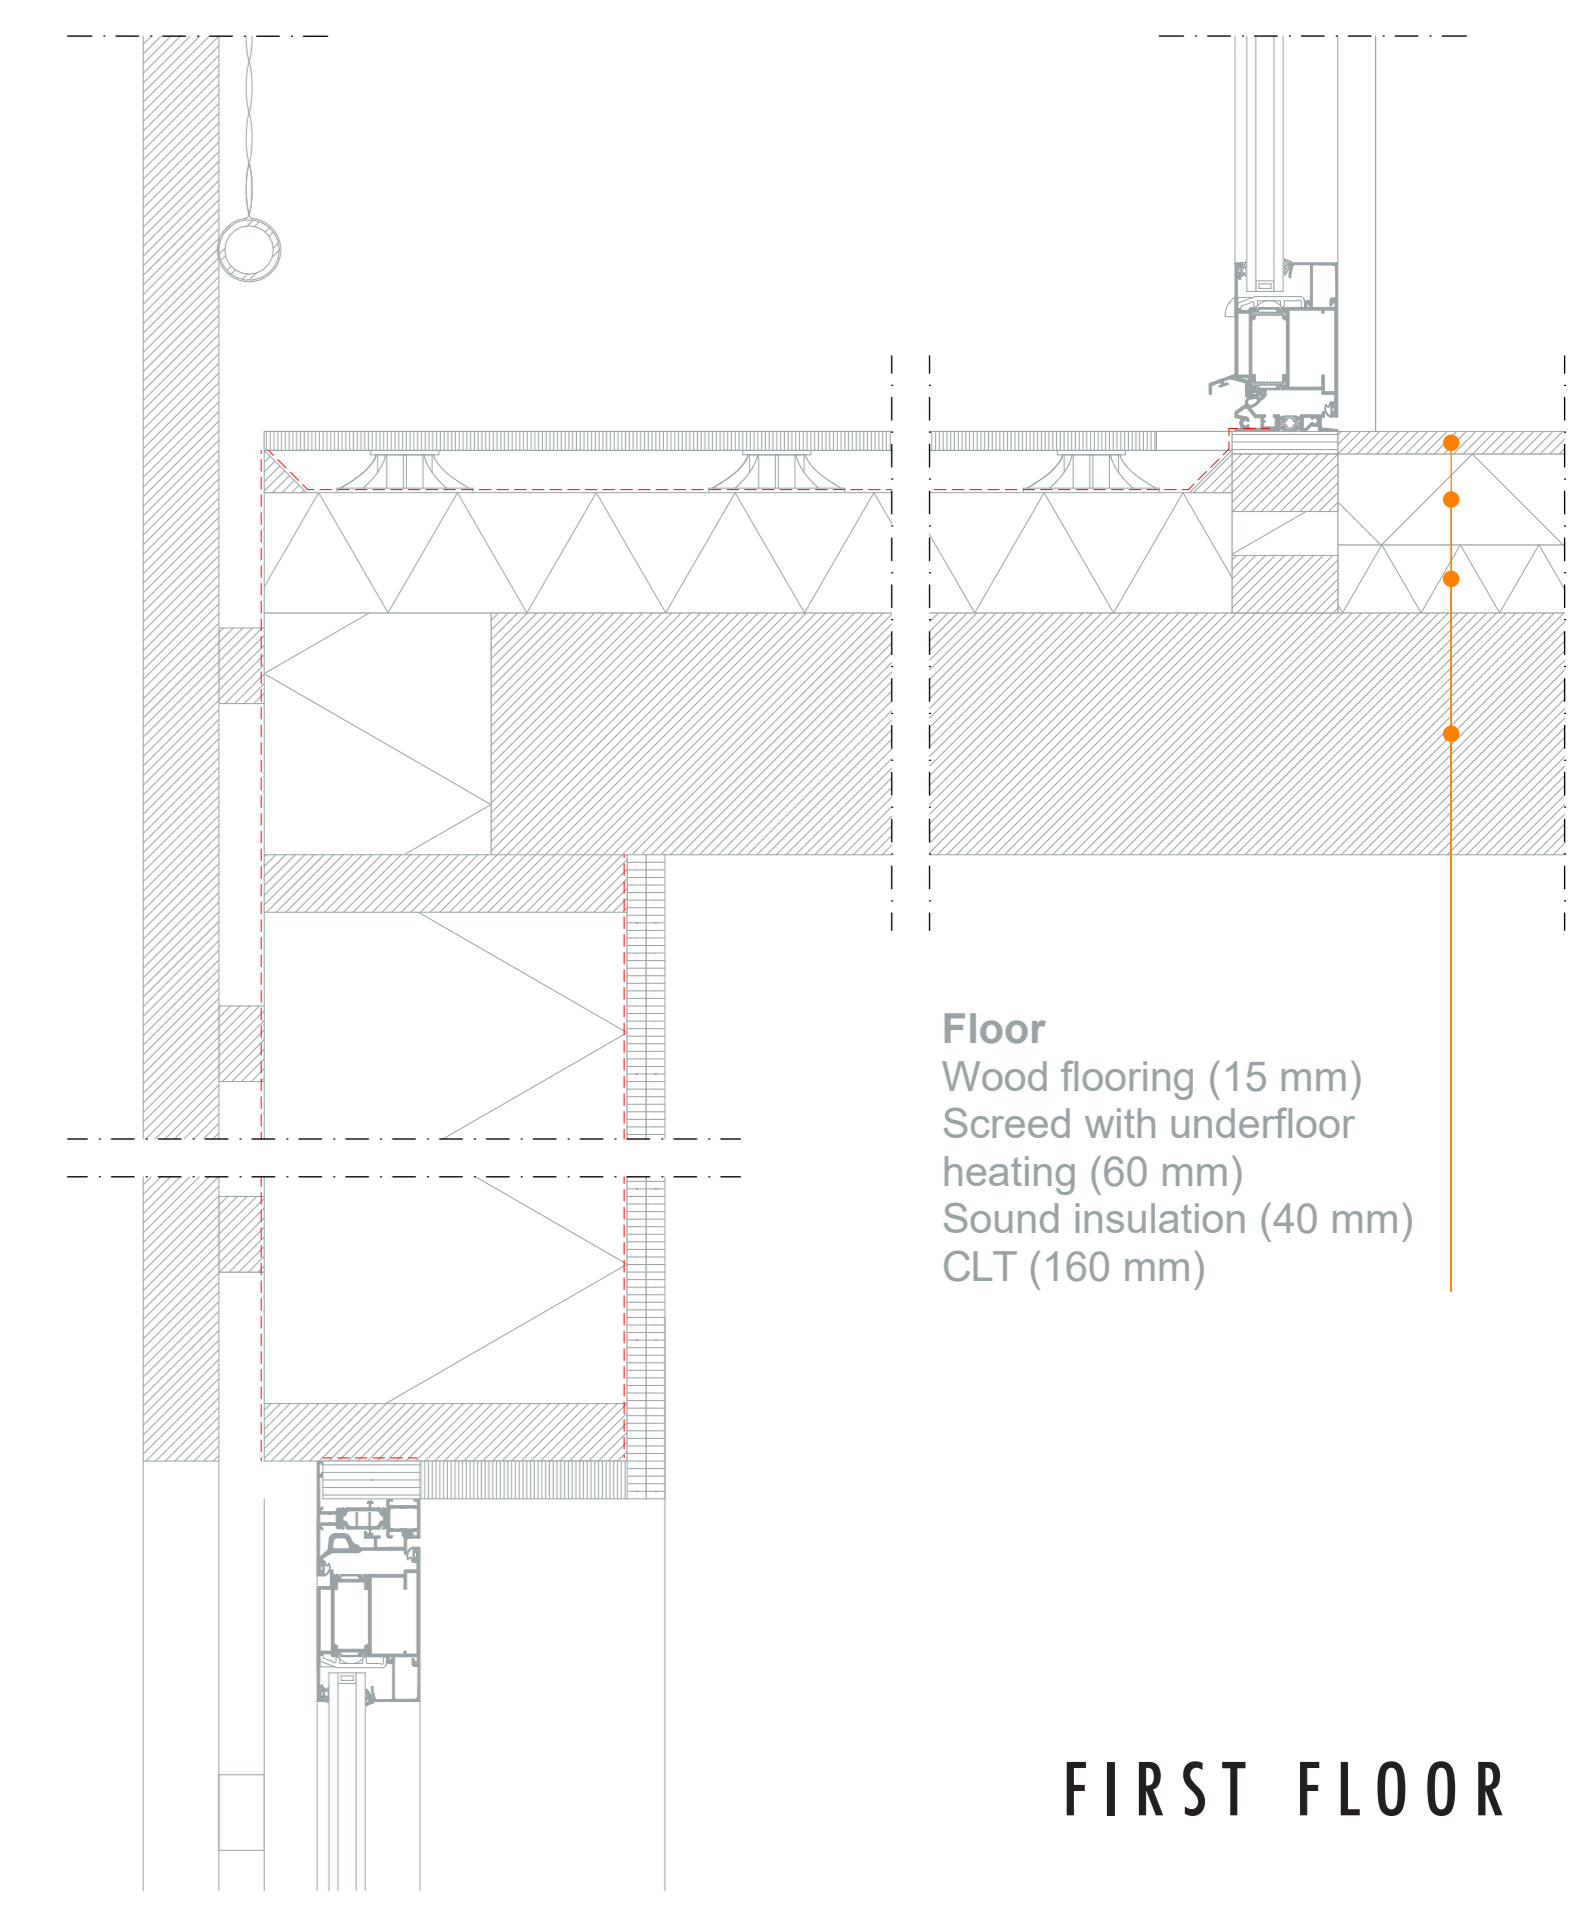 Floor
Wood flooring (15 mm)
Screed with underfloor
heating (60 mm)
Sound insulation (40 mm)
CLT (160 mm)
FIRST FLOOR